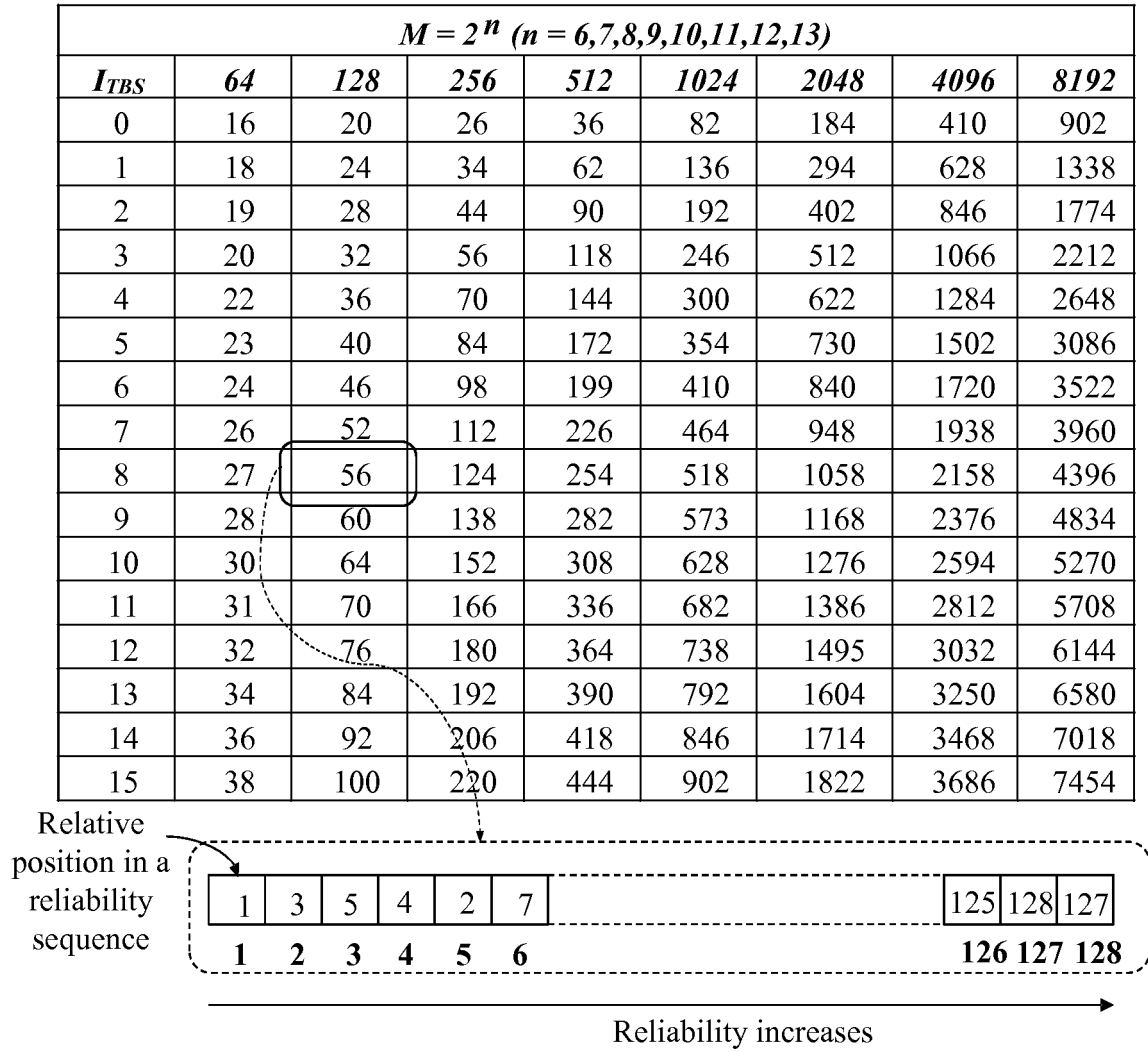 M = 2^n (n = 6,7,8,9,10,11,12,13)
I_TBS 64 128 256 512 1024 2048 4096 8192
0 16 20 26 36 82 184 410 902
1 18 24 34 62 136 294 628 1338
2 19 28 44 90 192 402 846 1774
3 20 32 56 118 246 512 1066 2212
4 22 36 70 144 300 622 1284 2648
5 23 40 84 172 354 730 1502 3086
6 24 46 98 199 410 840 1720 3522
7 26 52 112 226 464 948 1938 3960
8 27 56 124 254 518 1058 2158 4396
9 28 60 138 282 573 1168 2376 4834
10 30 64 152 308 628 1276 2594 5270
11 31 70 166 336 682 1386 2812 5708
12 32 76 180 364 738 1495 3032 6144
13 34 84 192 390 792 1604 3250 6580
14 36 92 206 418 846 1714 3468 7018
15 38 100 220 444 902 1822 3686 7454
Relative
position in a
reliability
sequence
1 3 5 4 2 7 125 128 127
1 2 3 4 5 6 126 127 128
Reliability increases